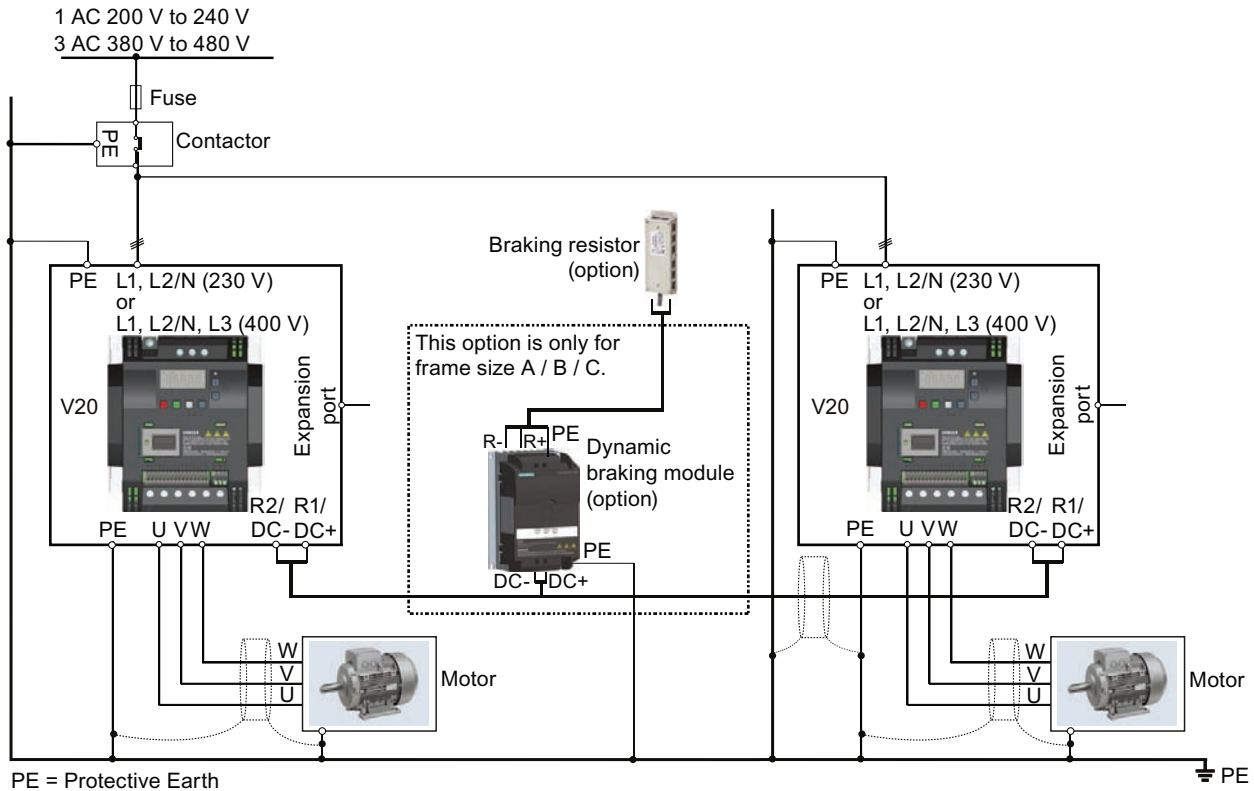 1 AC 200 V to 240 V
3 AC 380 V to 480 V
Fuse
PE
Contactor
Braking resistor
(option)
PE
L1, L2/N (230 V)
or
L1, L2/N, L3 (400 V)
V20
Expansion
port
R2/
DC-
R1/
DC+
PE
U
V
W
This option is only for
frame size A / B / C.
R-
R+
PE
Dynamic
braking module
(option)
PE
DC-
DC+
PE
L1, L2/N (230 V)
or
L1, L2/N, L3 (400 V)
V20
Expansion
port
R2/
DC-
R1/
DC+
PE
U
V
W
W
V
U
Motor
W
V
U
Motor
PE = Protective Earth
PE